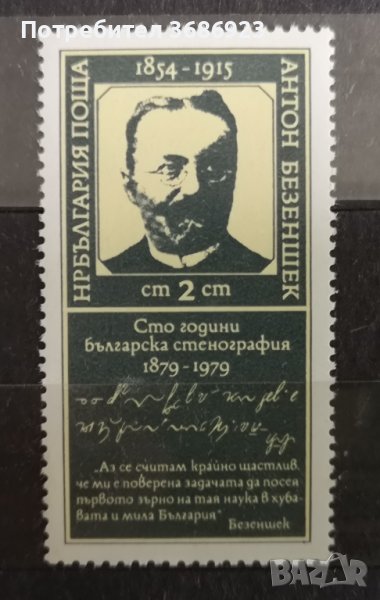 Потребител 3686923
1854-1915
НРБЪЛГАРИЯ ПОЩА
АНТОН БЕЗЕНШЕК
ст 2 ст
Сто години
българска стенография
1879-1979
„Аз се считам крайно щастлив,
че ми е поверена задачата да посея
първото зърно на тая наука в хуба-
вата и мила България"
Безеншек
BAZAR